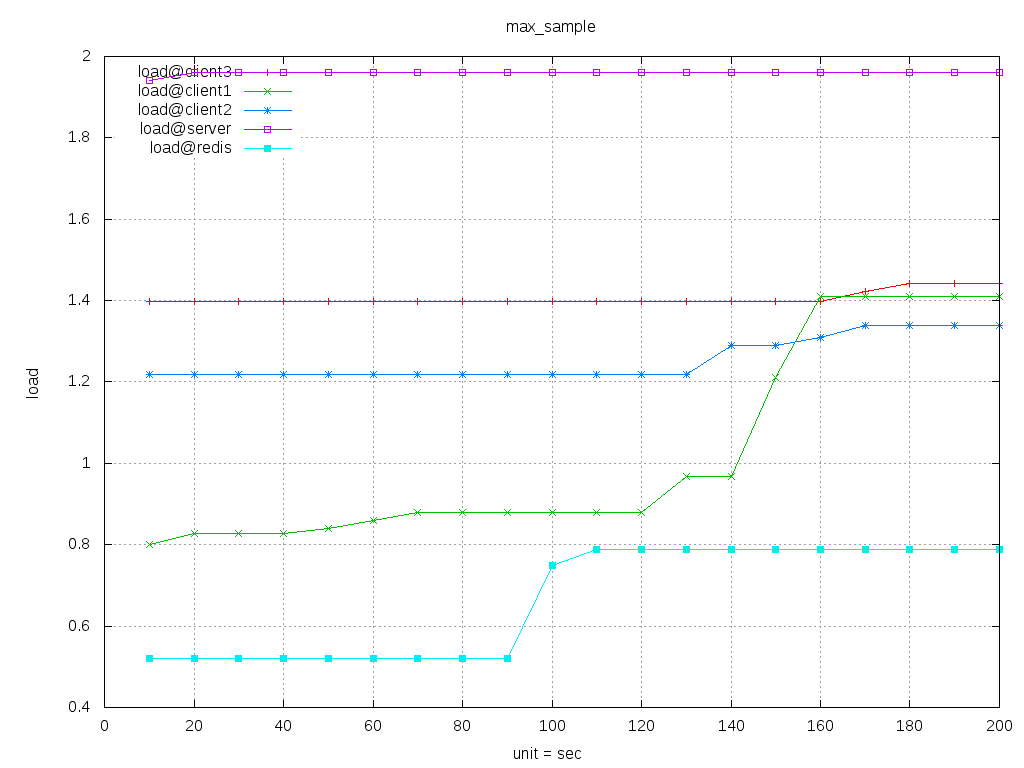 max_sample
load@client3
load@client1
load@client2
load@server
load@redis
2
1.8
1.6
1.4
1.2
1
0.8
0.6
0.4
load
0 20 40 60 80 100 120 140 160 180 200
unit = sec